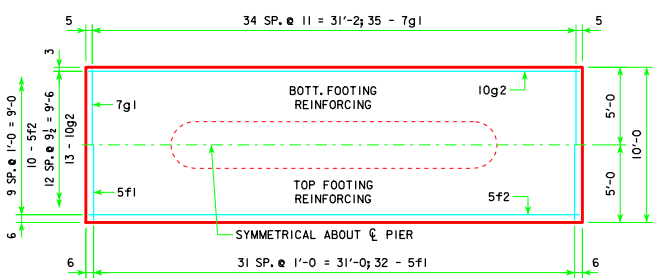 34 SP. @ 11 = 31'-2; 35 - 7g1
5
5
3
BOTT. FOOTING
REINFORCING
10g2
7g1
9 SP. @ 1'-0 = 9'-0
10 - 5f2
12 SP. @ 9½ = 9'-6
13 - 10g2
5'-0
5'-0
10'-0
TOP FOOTING
REINFORCING
5f1
5f2
6
SYMMETRICAL ABOUT ℄ PIER
6
31 SP. @ 1'-0 = 31'-0; 32 - 5f1
6